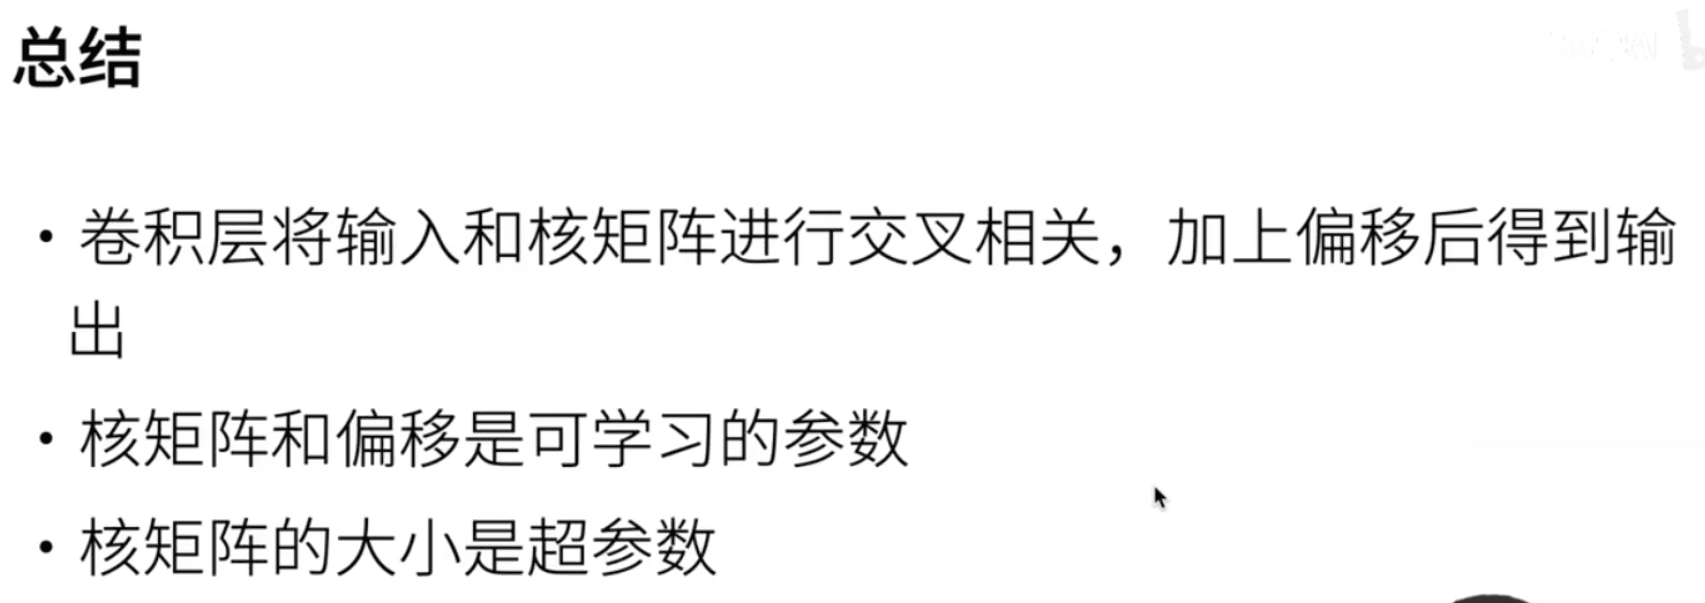 总结
• 卷积层将输入和核矩阵进行交叉相关，加上偏移后得到输
出
• 核矩阵和偏移是可学习的参数
• 核矩阵的大小是超参数